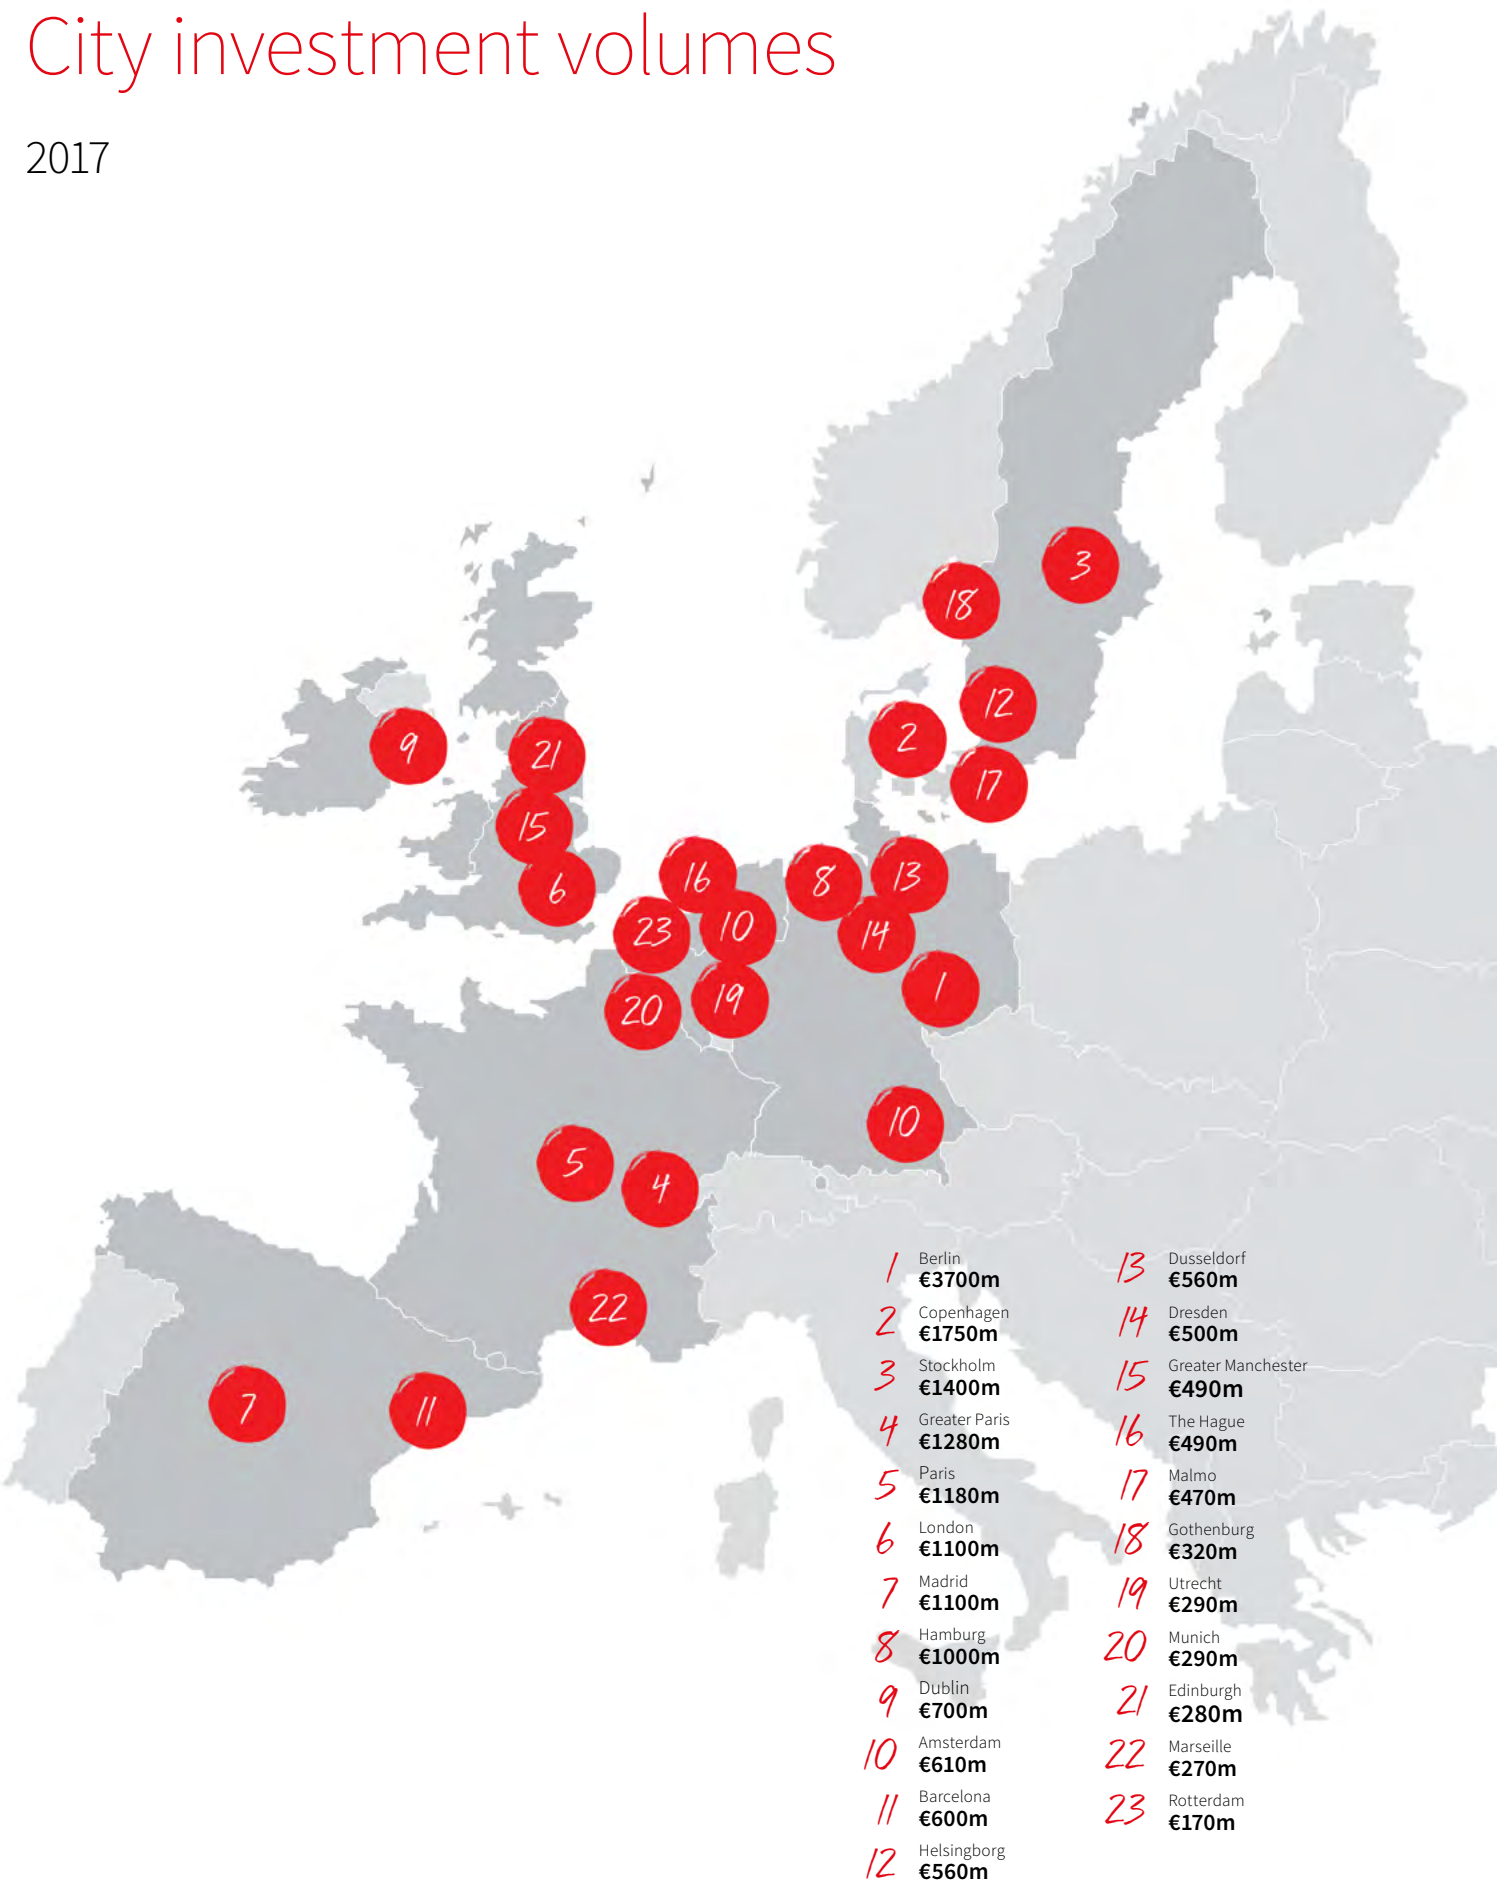 City investment volumes
2017
3
18
12
2
17
9
21
15
6
16
8
13
23
10
14
1
20
19
10
5
4
22
7
11
1 Berlin
€3700m
2 Copenhagen
€1750m
3 Stockholm
€1400m
4 Greater Paris
€1280m
5 Paris
€1180m
6 London
€1100m
7 Madrid
€1100m
8 Hamburg
€1000m
9 Dublin
€700m
10 Amsterdam
€610m
11 Barcelona
€600m
12 Helsingborg
€560m
13 Dusseldorf
€560m
14 Dresden
€500m
15 Greater Manchester
€490m
16 The Hague
€490m
17 Malmo
€470m
18 Gothenburg
€320m
19 Utrecht
€290m
20 Munich
€290m
21 Edinburgh
€280m
22 Marseille
€270m
23 Rotterdam
€170m